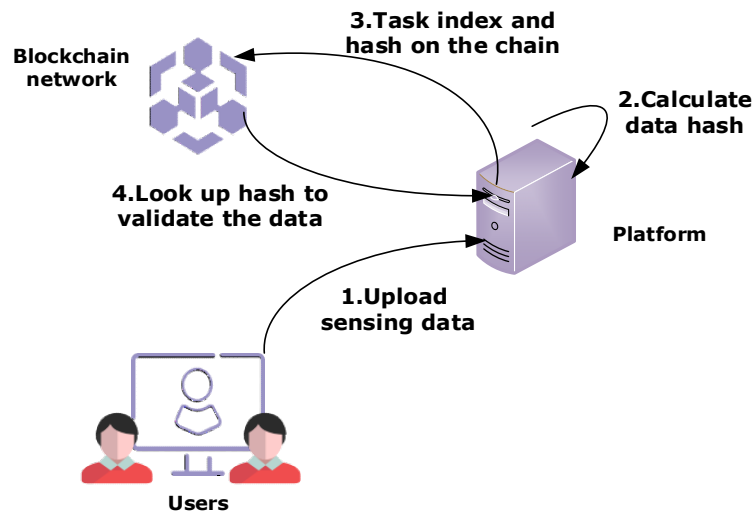 3.Task index and
hash on the chain
Blockchain
network
2.Calculate
data hash
4.Look up hash to
validate the data
Platform
1.Upload
sensing data
Users